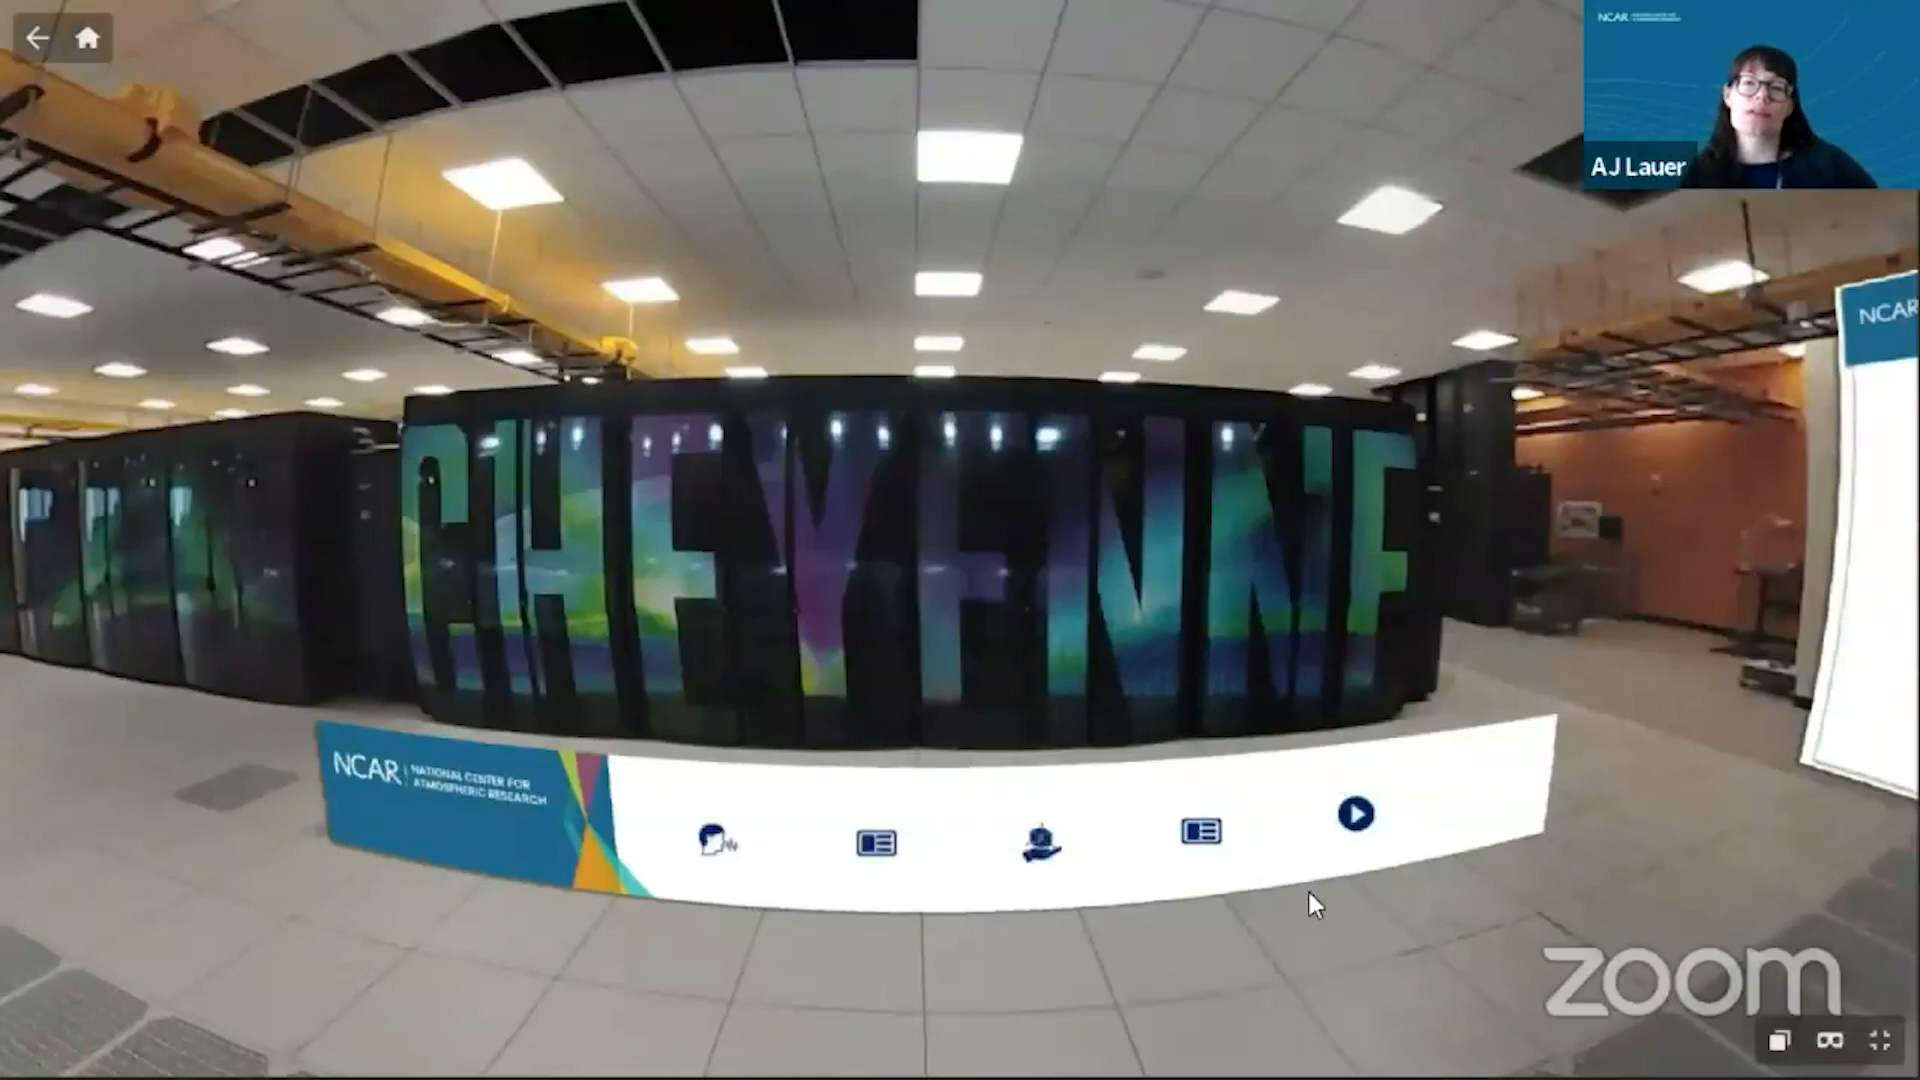 NCAR
AJ Lauer
NCAR
CHEYENNE
NCAR | NATIONAL CENTER FOR
ATMOSPHERIC RESEARCH
zoom